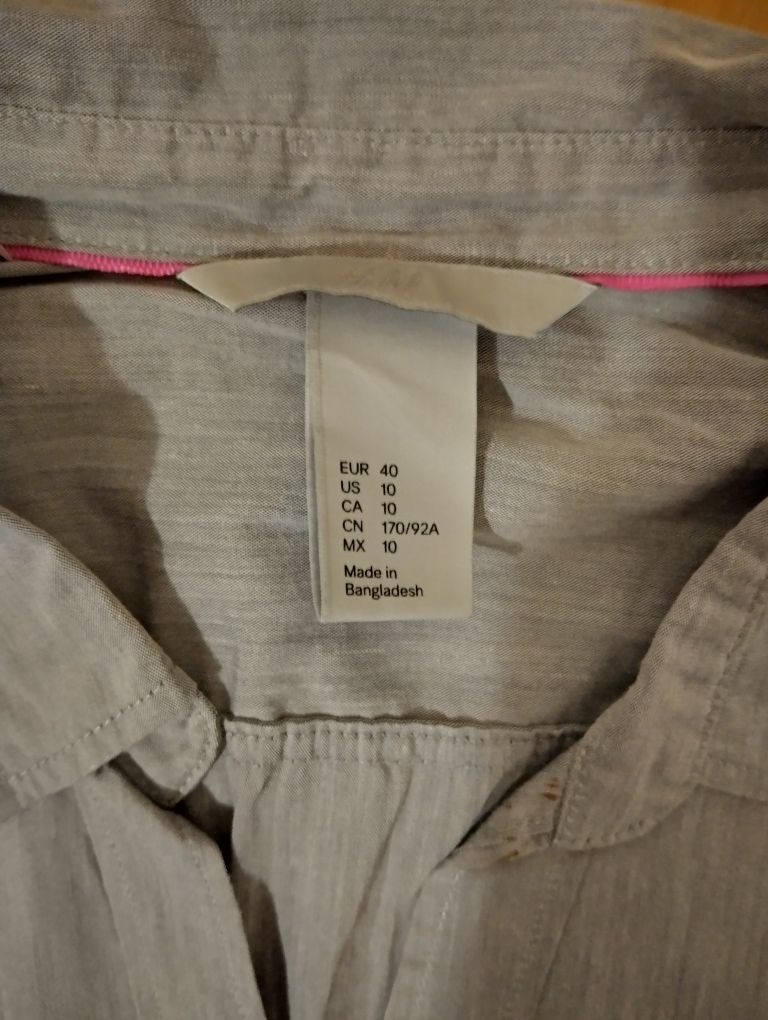 EUR 40
US 10
CA 10
CN 170/92A
MX 10
Made in
Bangladesh